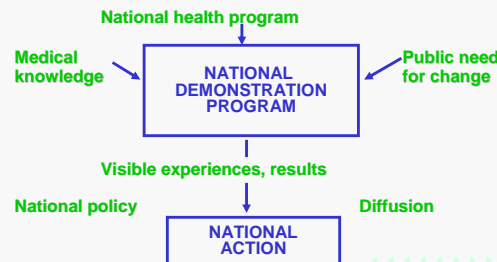 National health program
Medical
knowledge
NATIONAL
DEMONSTRATION
PROGRAM
Public need
for change
Visible experiences, results
National policy
Diffusion
NATIONAL
ACTION